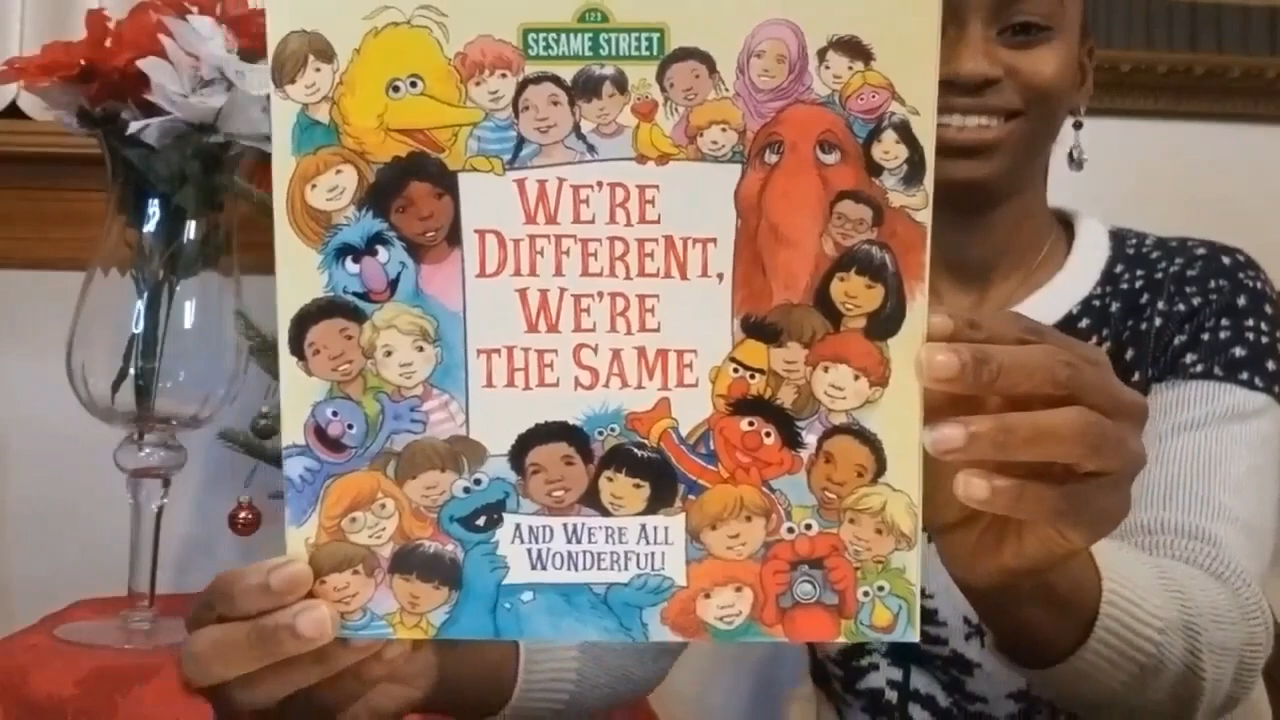 123
SESAME STREET
WE'RE
DIFFERENT,
WE'RE
THE SAME
AND WE'RE ALL
WONDERFUL!